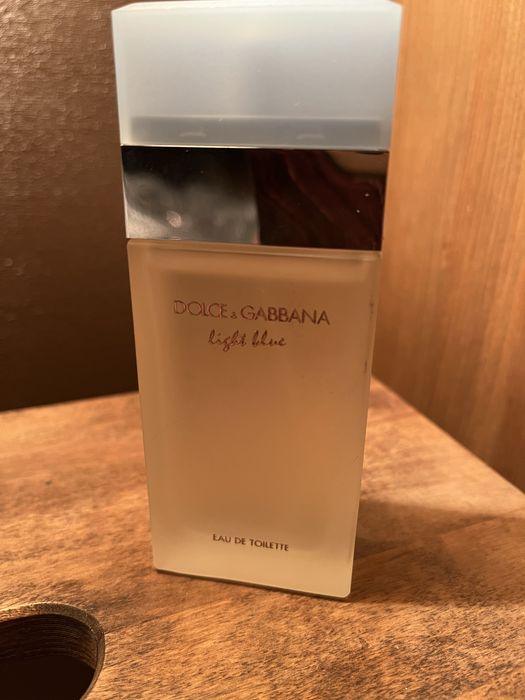 DOLCE & GABBANA
light blue
EAU DE TOILETTE